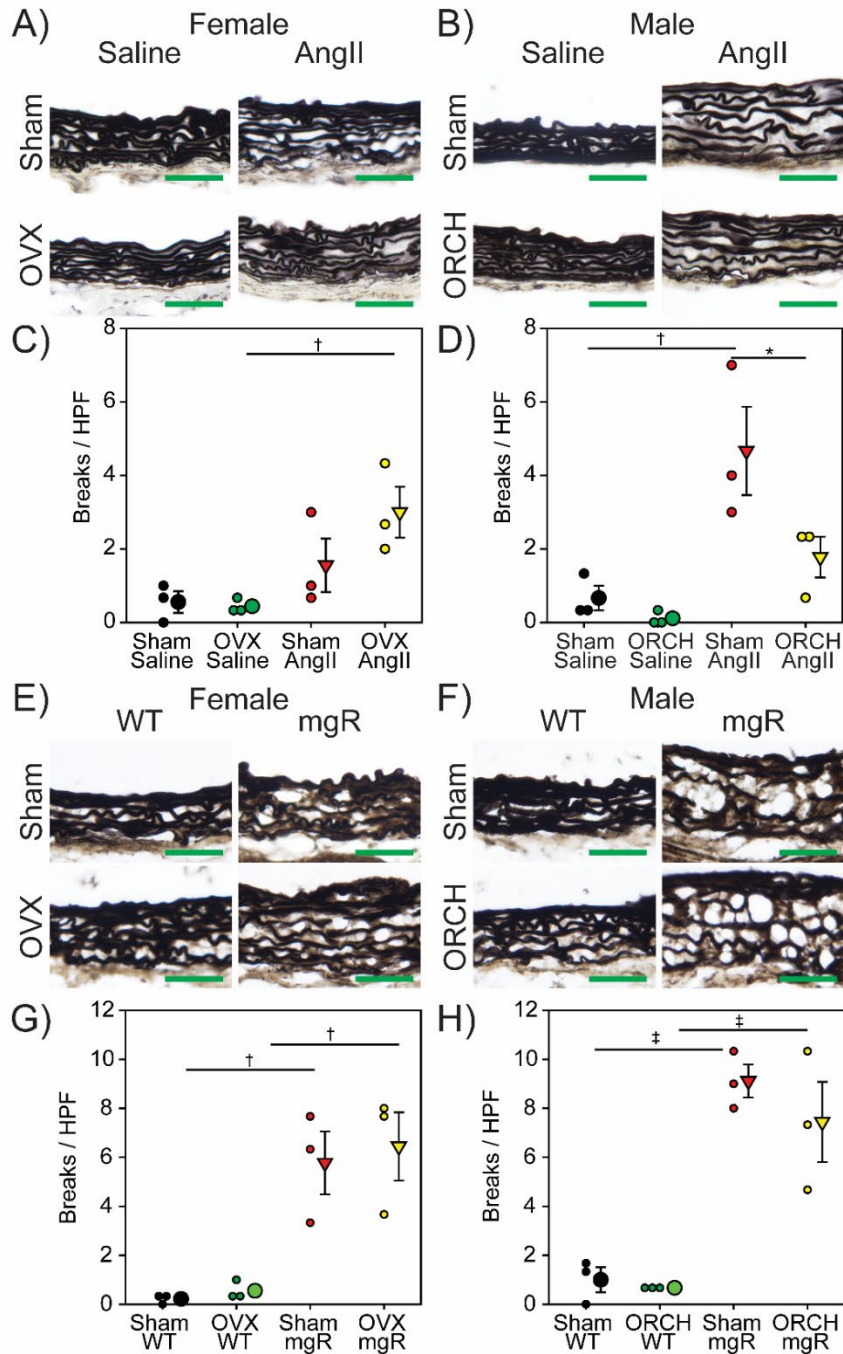 A) Female
Saline AngII
Sham
OVX
B) Male
Saline AngII
Sham
ORCH
C)
†
Breaks / HPF
8
6
4
2
0
Sham OVX Sham OVX
Saline Saline AngII AngII
D)
†
*
Breaks / HPF
8
6
4
2
0
Sham ORCH Sham ORCH
Saline Saline AngII AngII
E) Female
WT mgR
Sham
OVX
F) Male
WT mgR
Sham
ORCH
G)
†
†
Breaks / HPF
12
10
8
6
4
2
0
Sham OVX Sham OVX
WT WT mgR mgR
H)
‡
‡
Breaks / HPF
12
10
8
6
4
2
0
Sham ORCH Sham ORCH
WT WT mgR mgR